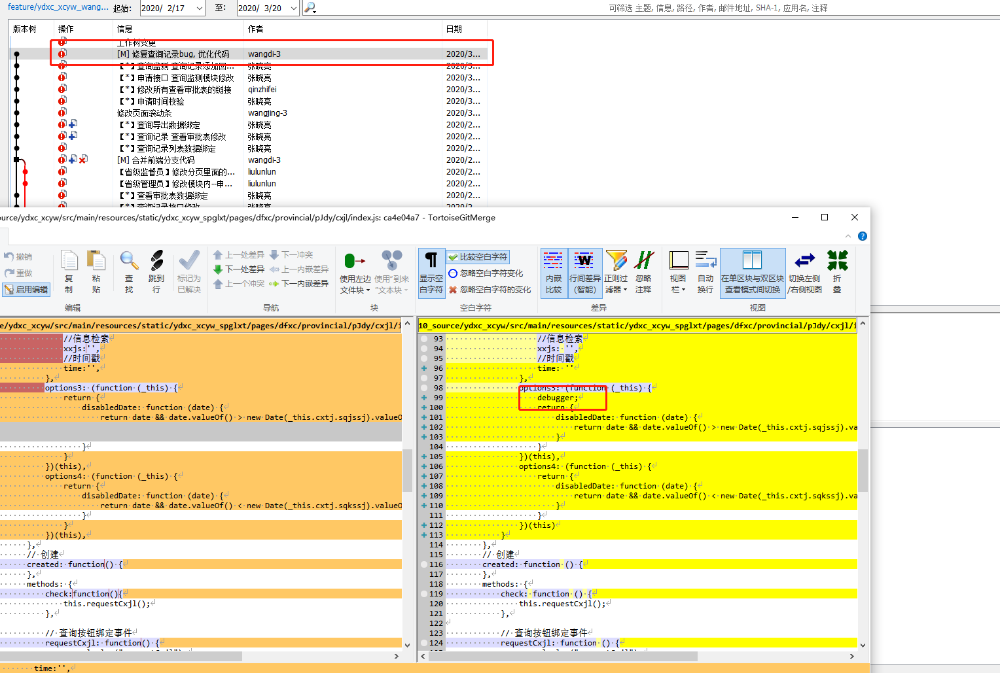 feature/ydxc_xcyw_wang... 起始: 2020/ 2/17 至: 2020/ 3/20 可筛选 主题, 信息, 路径, 作者, 邮件地址, SHA-1, 应用名, 注释
版本树 操作 信息 作者 日期
工作树变更
[M] 修复查询记录bug, 优化代码 wangdi-3 2020/3...
【*】查询监测 查询记录添加回... 张晓亮 2020/3...
【*】申请接口 查询监测模块修改 张晓亮 2020/3...
【*】修改所有查看审批表的链接 qinzhifei 2020/3...
【*】申请时间校验 张晓亮 2020/3...
修改页面滚动条 wangjing-3 2020/3...
【*】查询导出数据绑定 张晓亮 2020/2...
【*】查询记录 查看审批表修改 张晓亮 2020/2...
【*】查询记录列表数据绑定 张晓亮 2020/2...
[M] 合并前端分支代码 wangdi-3 2020/2...
【省级监督员】修改分页里面的... liulunlun 2020/2...
【省级管理员】修改模块内--申... liulunlun 2020/2...
【*】查看审批表数据绑定 张晓亮 2020/2...
【*】查询记录接口修改 张晓亮 2020/2...
ource/ydxc_xcyw/src/main/resources/static/ydxc_xcyw_spglxt/pages/dfxc/provincial/pJdy/cxjl/index.js: ca4e04a7 - TortoiseGitMerge
撤销
重做
启用编辑
复制
粘贴
编辑
查找
跳到行
标记为已解决
上一处差异 下一冲突
下一处差异 上一内嵌差异
上一个冲突 下一内嵌差异
导航
使用左边文件块
使用“到来”文本块
块
显示空白字符
比较空白字符
忽略空白字符变化
忽略空白字符的变化
空白字符
内嵌比较
行间差异(智能)
正则过滤器
忽略注释
差异
视图栏
自动换行
在单区块与双区块查看模式间切换
切换左侧/右侧视图
折叠
视图
e/ydxc_xcyw/src/main/resources/static/ydxc_xcyw_spglxt/pages/dfxc/provincial/pJdy/cxjl/i
//信息检索
xxjs:'',
//时间戳
time:'',
},
options3: (function (_this) {
return {
disabledDate: function (date) {
return date && date.valueOf() > new Date(_this.cxtj.sqjssj).valueO
}
}
})(this),
options4: (function (_this) {
return {
disabledDate: function (date) {
return date && date.valueOf() < new Date(_this.cxtj.sqkssj).valueO
}
}
})(this),
},
// 创建
created: function() {
},
methods: {
check:function(){
this.requestCxjl();
},
// 查询按钮绑定事件
requestCxjl: function() {
time:'',
10_source/ydxc_xcyw/src/main/resources/static/ydxc_xcyw_spglxt/pages/dfxc/provincial/pJdy/cxjl/i
93 //信息检索
94 xxjs: '',
95 //时间戳
96 time: ''
97 },
98 options3: (function (_this) {
99 debugger;
100 return {
101 disabledDate: function (date) {
102 return date && date.valueOf() > new Date(_this.cxtj.sqjssj).va
103 }
104 }
105 })(this),
106 options4: (function (_this) {
107 return {
108 disabledDate: function (date) {
109 return date && date.valueOf() < new Date(_this.cxtj.sqkssj).va
110 }
111 }
112 })(this)
113 }
114 },
115 // 创建
116 created: function () {
117 },
118 methods: {
119 check: function () {
120 this.requestCxjl();
121 },
122
123 // 查询按钮绑定事件
124 requestCxjl: function () {